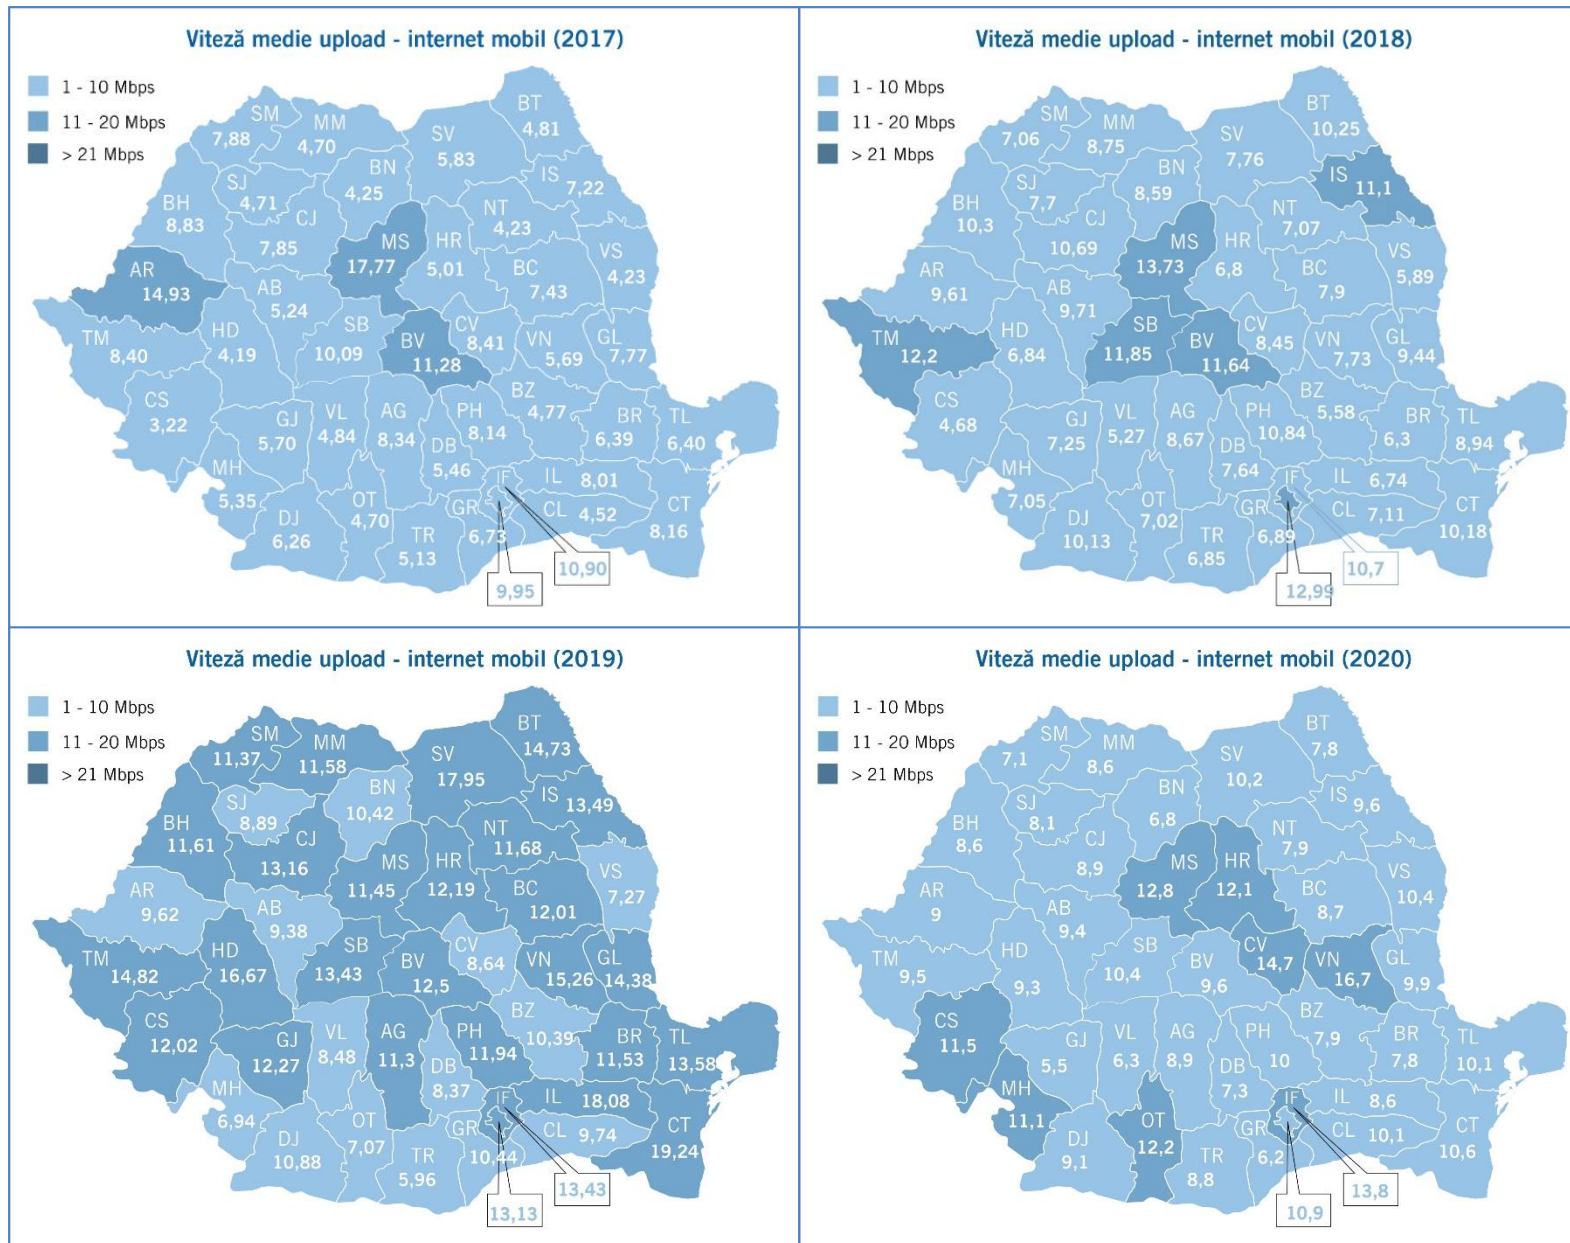 Viteză medie upload - internet mobil (2017)
1 - 10 Mbps
11 - 20 Mbps
> 21 Mbps
SM
7,88
MM
4,70
SV
5,83
BT
4,81
BN
4,25
IS
7,22
SJ
4,71
BH
8,83
CJ
7,85
NT
4,23
MS
17,77
HR
5,01
BC
7,43
VS
4,23
AR
14,93
AB
5,24
TM
8,40
HD
4,19
SB
10,09
BV
11,28
CV
8,41
VN
5,69
GL
7,77
CS
3,22
GJ
5,70
VL
4,84
AG
8,34
PH
8,14
BZ
4,77
BR
6,39
TL
6,40
DB
5,46
MH
5,35
IF
IL
8,01
DJ
6,26
OT
4,70
TR
5,13
GR
6,73
CL
4,52
CT
8,16
10,90
9,95
Viteză medie upload - internet mobil (2018)
1 - 10 Mbps
11 - 20 Mbps
> 21 Mbps
SM
7,06
MM
8,75
SV
7,76
BT
10,25
BN
8,59
IS
11,1
SJ
7,7
BH
10,3
CJ
10,69
NT
7,07
MS
13,73
HR
6,8
BC
7,9
VS
5,89
AR
9,61
AB
9,71
TM
12,2
HD
6,84
SB
11,85
BV
11,64
CV
8,45
VN
7,73
GL
9,44
CS
4,68
GJ
7,25
VL
5,27
AG
8,67
PH
10,84
BZ
5,58
BR
6,3
TL
8,94
DB
7,64
MH
7,05
IF
IL
6,74
DJ
10,13
OT
7,02
TR
6,85
GR
6,89
CL
7,11
CT
10,18
10,7
12,99
Viteză medie upload - internet mobil (2019)
1 - 10 Mbps
11 - 20 Mbps
> 21 Mbps
SM
11,37
MM
11,58
SV
17,95
BT
14,73
BN
10,42
IS
13,49
SJ
8,89
BH
11,61
CJ
13,16
NT
11,68
MS
11,45
HR
12,19
BC
12,01
VS
7,27
AR
9,62
AB
9,38
TM
14,82
HD
16,67
SB
13,43
BV
12,5
CV
8,64
VN
15,26
GL
14,38
CS
12,02
GJ
12,27
VL
8,48
AG
11,3
PH
11,94
BZ
10,39
BR
11,53
TL
13,58
DB
8,37
MH
6,94
IF
IL
18,08
DJ
10,88
OT
7,07
TR
5,96
GR
10,44
CL
9,74
CT
19,24
13,43
13,13
Viteză medie upload - internet mobil (2020)
1 - 10 Mbps
11 - 20 Mbps
> 21 Mbps
SM
7,1
MM
8,6
SV
10,2
BT
7,8
BN
6,8
IS
9,6
SJ
8,1
BH
8,6
CJ
8,9
NT
7,9
MS
12,8
HR
12,1
BC
8,7
VS
10,4
AR
9
AB
9,4
TM
9,5
HD
9,3
SB
10,4
BV
9,6
CV
14,7
VN
16,7
GL
9,9
CS
11,5
GJ
5,5
VL
6,3
AG
8,9
PH
10
BZ
7,9
BR
7,8
TL
10,1
DB
7,3
MH
11,1
IF
IL
8,6
DJ
9,1
OT
12,2
TR
8,8
GR
6,2
CL
10,1
CT
10,6
13,8
10,9